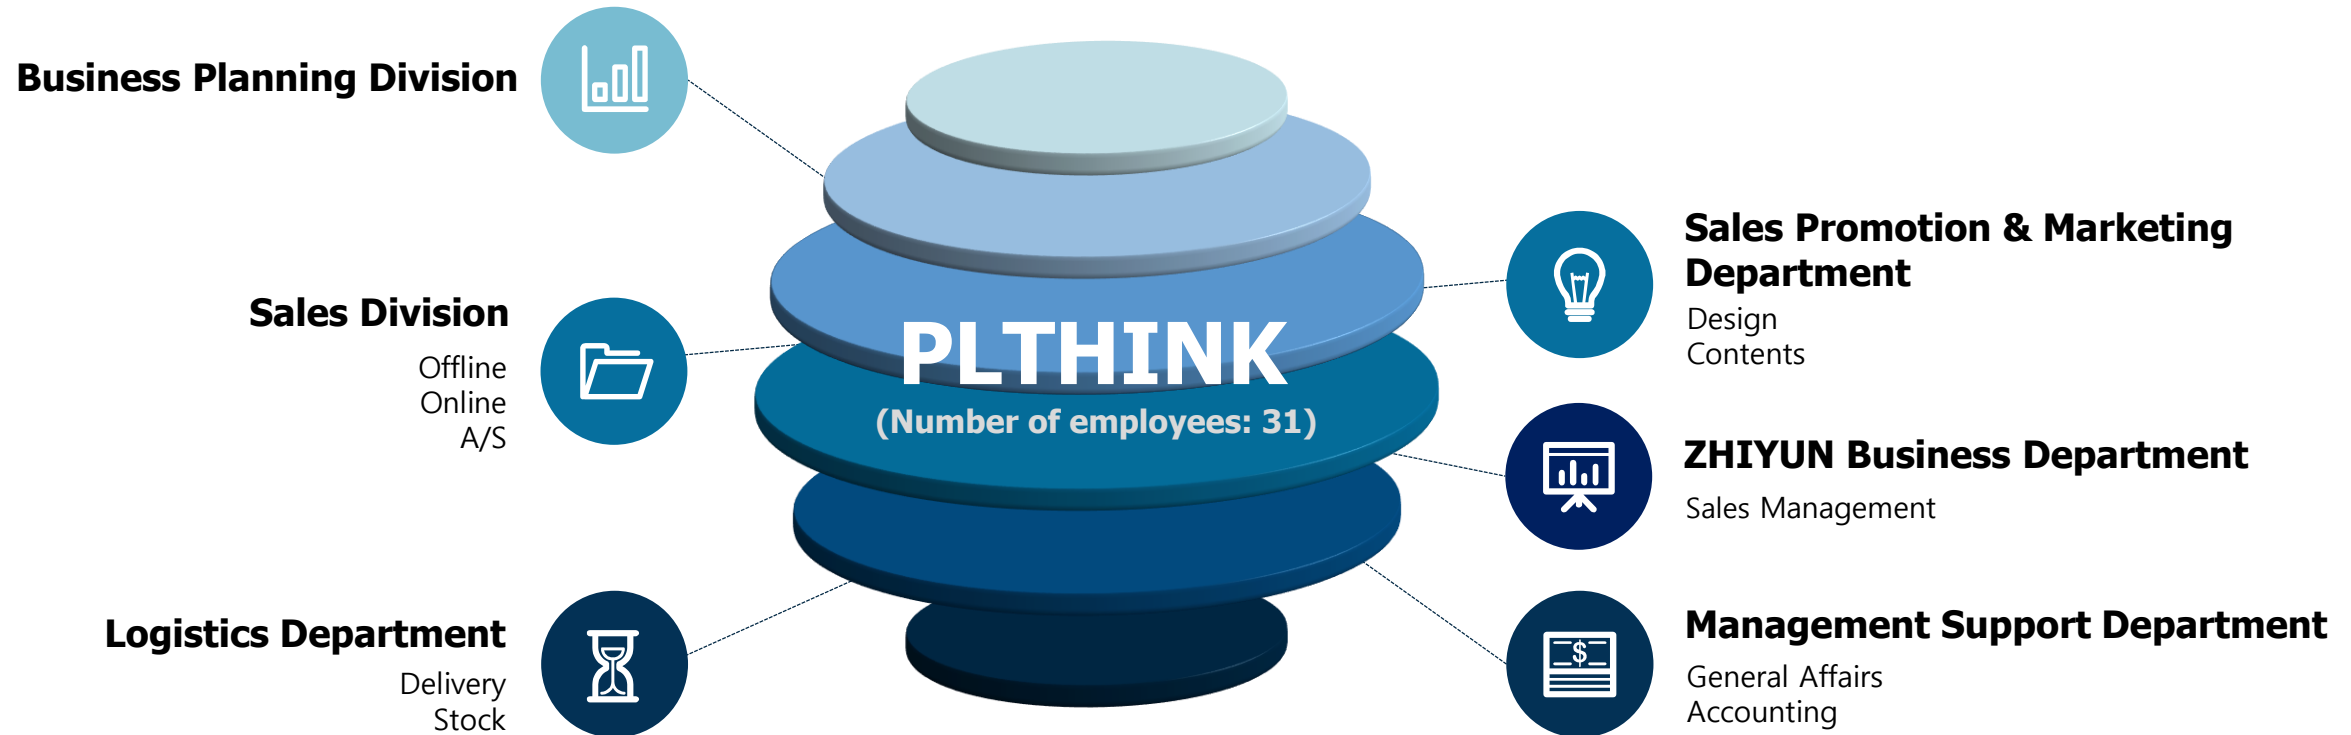 Business Planning Division
Sales Division
Offline
Online
A/S
Logistics Department
Delivery
Stock
PLTHINK
(Number of employees: 31)
Sales Promotion & Marketing
Department
Design
Contents
ZHIYUN Business Department
Sales Management
Management Support Department
$
General Affairs
Accounting